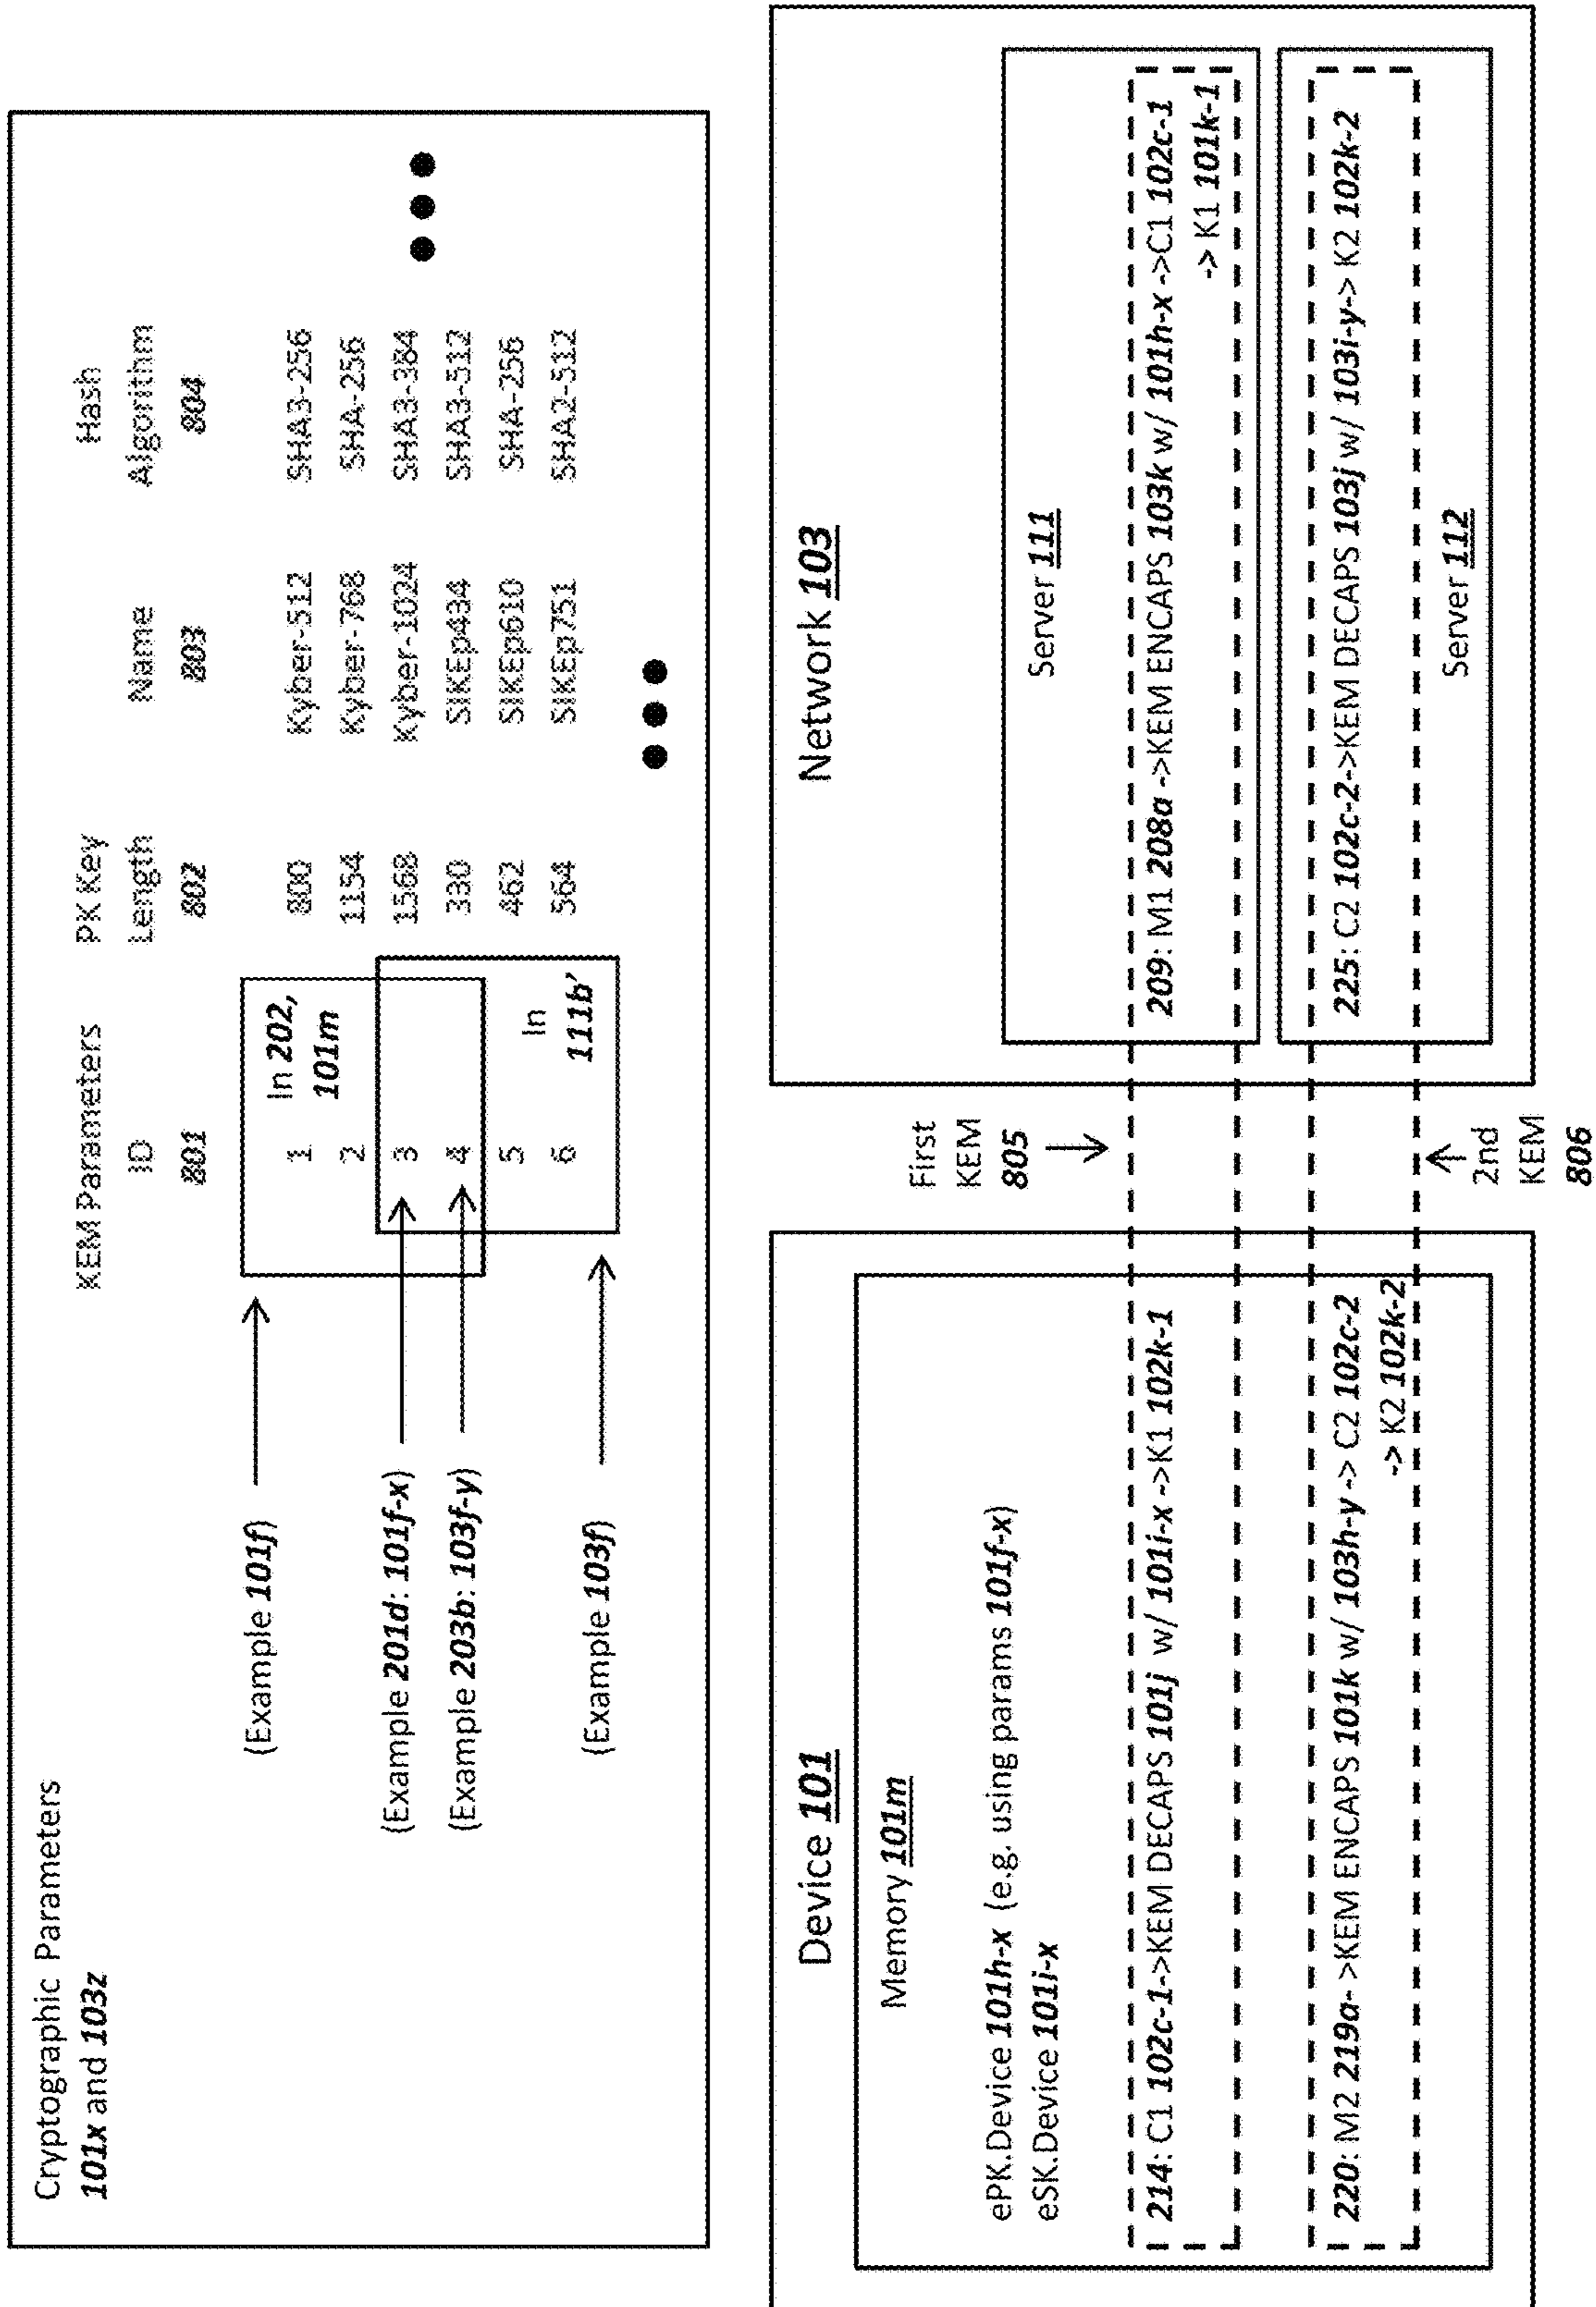 Cryptographic Parameters
101x and 103z
KEM Parameters
ID
801
PK Key
Length
802
Name
803
Hash
Algorithm
804
(Example 101f)
In 202,
101m
1 800 Kyber-512 SHA3-256
2 1154 Kyber-768 SHA-256
(Example 201d: 101f-x)
3 1568 Kyber-1024 SHA3-384
(Example 203b: 103f-y)
4 330 SIKEp434 SHA3-512
5 462 SIKEp610 SHA-256
(Example 103f)
6 564 SIKEp751 SHA2-512
In
111b'
Device 101
Memory 101m
ePK.Device 101h-x (e.g. using params 101f-x)
eSK.Device 101i-x
214: C1 102c-1->KEM DECAPS 101j w/ 101i-x ->K1 102k-1
220: M2 219a- >KEM ENCAPS 101k w/ 103h-y -> C2 102c-2
-> K2 102k-2
First
KEM
805
2nd
KEM
806
Network 103
Server 111
209: M1 208a ->KEM ENCAPS 103k w/ 101h-x ->C1 102c-1
-> K1 101k-1
225: C2 102c-2->KEM DECAPS 103j w/ 103i-y-> K2 102k-2
Server 112